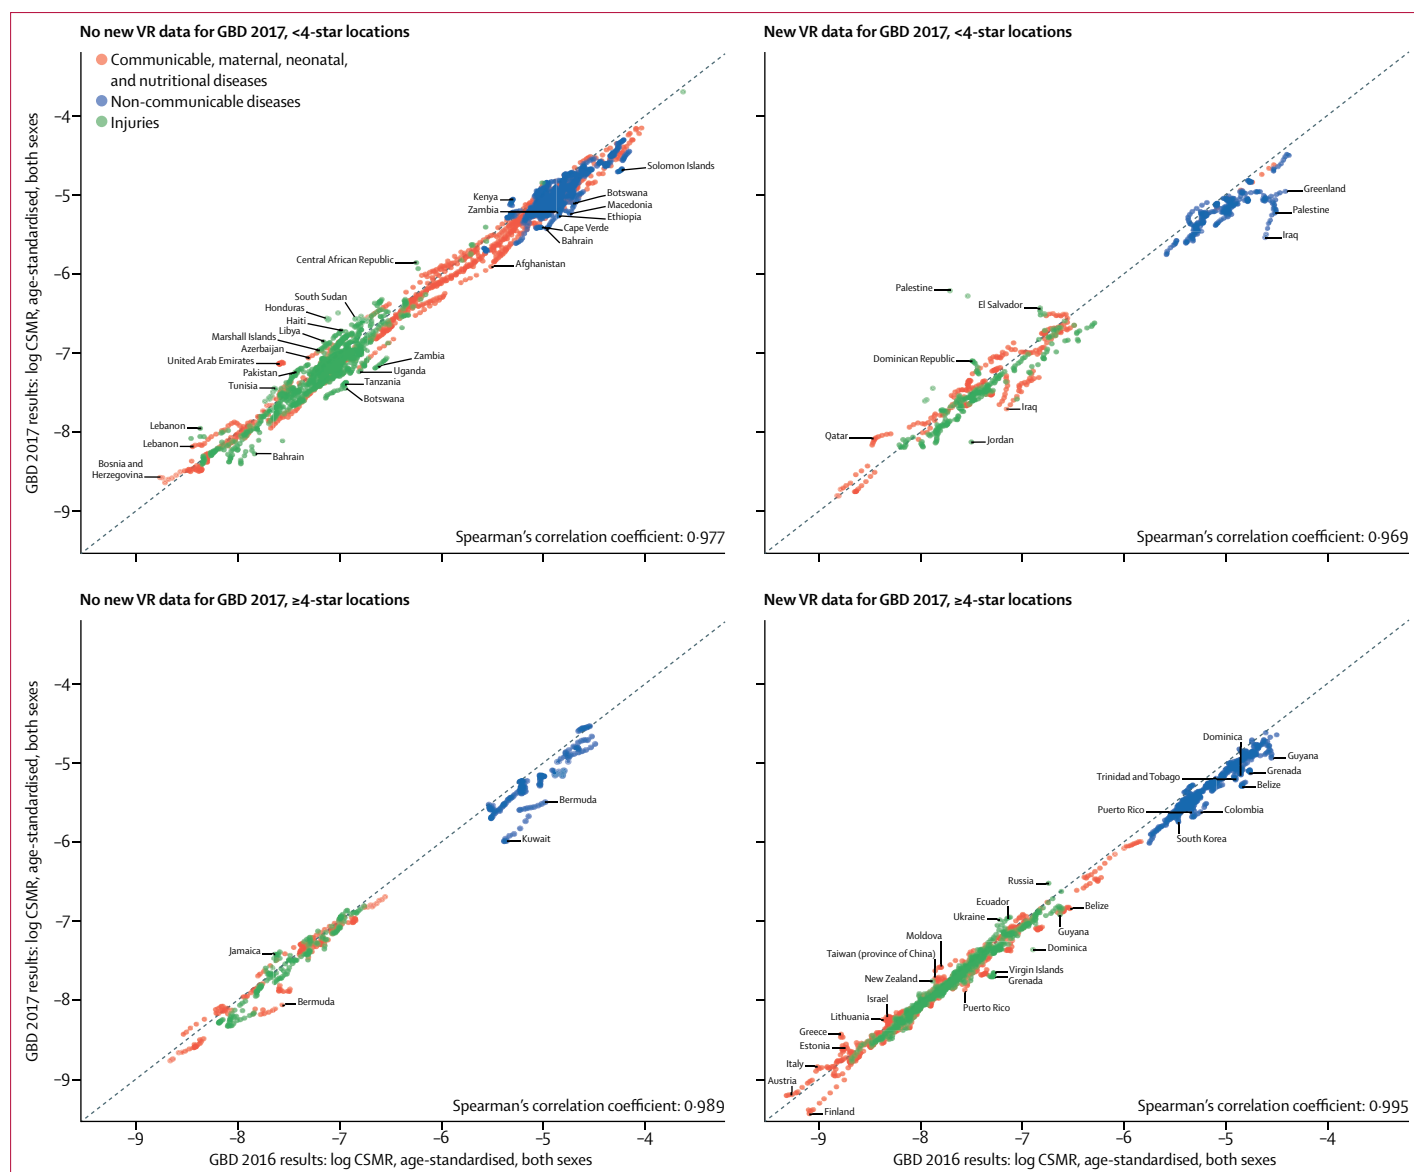 No new VR data for GBD 2017, <4-star locations
Communicable, maternal, neonatal,
and nutritional diseases
Non-communicable diseases
Injuries
GBD 2017 results: log CSMR, age-standardised, both sexes
–4
–5
–6
–7
–8
–9
Solomon Islands
Kenya
Botswana
Zambia
Macedonia
Ethiopia
Cape Verde
Bahrain
Central African Republic
Afghanistan
South Sudan
Honduras
Haiti
Libya
Marshall Islands
Azerbaijan
United Arab Emirates
Zambia
Pakistan
Uganda
Tunisia
Tanzania
Botswana
Lebanon
Lebanon
Bahrain
Bosnia and
Herzegovina
Spearman's correlation coefficient: 0·977
New VR data for GBD 2017, <4-star locations
Greenland
Palestine
Iraq
Palestine
El Salvador
Dominican Republic
Iraq
Qatar
Jordan
Spearman's correlation coefficient: 0·969
No new VR data for GBD 2017, ≥4-star locations
GBD 2017 results: log CSMR, age-standardised, both sexes
–4
–5
–6
–7
–8
–9
Bermuda
Kuwait
Jamaica
Bermuda
Spearman's correlation coefficient: 0·989
–9
–8
–7
–6
–5
–4
GBD 2016 results: log CSMR, age-standardised, both sexes
New VR data for GBD 2017, ≥4-star locations
Dominica
Guyana
Trinidad and Tobago
Grenada
Belize
Puerto Rico
Colombia
South Korea
Russia
Ecuador
Belize
Ukraine
Guyana
Moldova
Dominica
Taiwan (province of China)
Virgin Islands
New Zealand
Grenada
Israel
Puerto Rico
Lithuania
Greece
Estonia
Italy
Austria
Finland
Spearman's correlation coefficient: 0·995
–9
–8
–7
–6
–5
–4
GBD 2016 results: log CSMR, age-standardised, both sexes